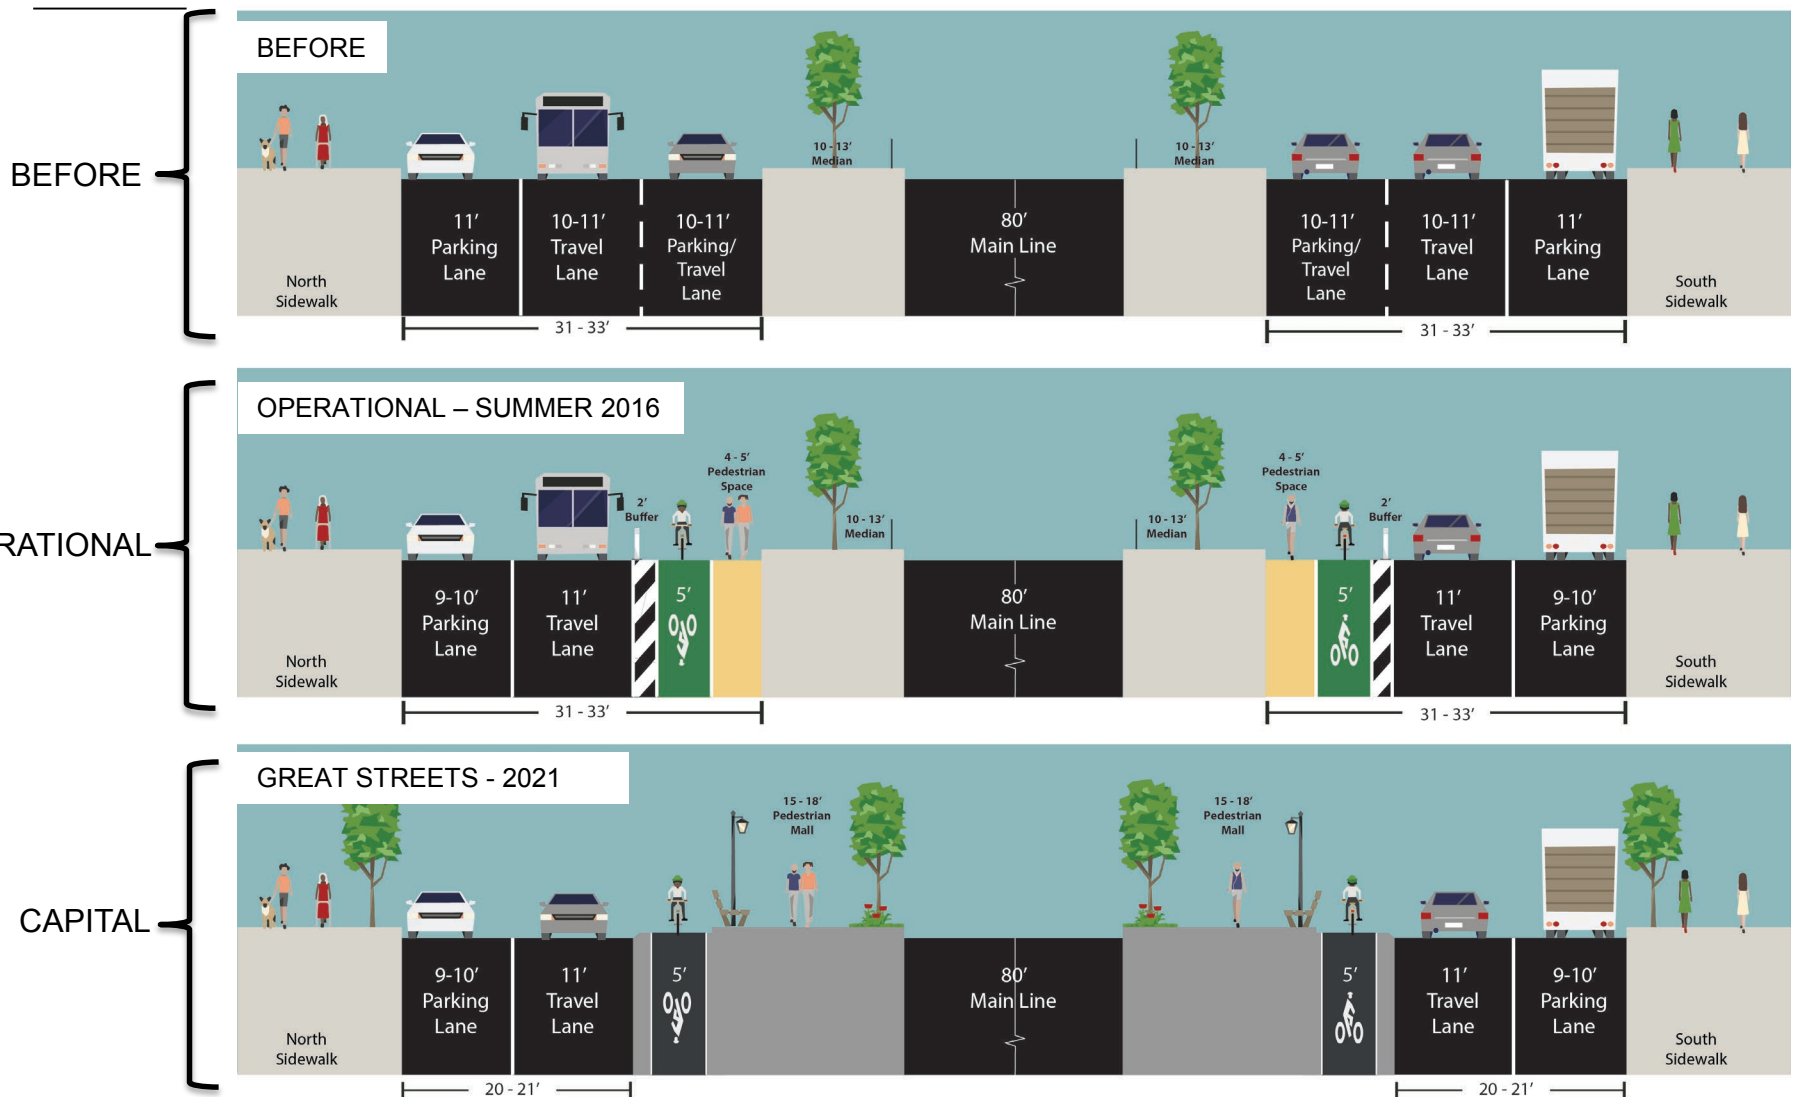 BEFORE
BEFORE
10 - 13'
Median
10 - 13'
Median
11'
Parking
Lane
10-11'
Travel
Lane
10-11'
Parking/
Travel
Lane
80'
Main Line
10-11'
Parking/
Travel
Lane
10-11'
Travel
Lane
11'
Parking
Lane
North
Sidewalk
South
Sidewalk
31 - 33'
31 - 33'
RATIONAL
OPERATIONAL – SUMMER 2016
2'
Buffer
4 - 5'
Pedestrian
Space
10 - 13'
Median
10 - 13'
Median
4 - 5'
Pedestrian
Space
2'
Buffer
9-10'
Parking
Lane
11'
Travel
Lane
5'
80'
Main Line
5'
11'
Travel
Lane
9-10'
Parking
Lane
North
Sidewalk
South
Sidewalk
31 - 33'
31 - 33'
CAPITAL
GREAT STREETS - 2021
15 - 18'
Pedestrian
Mall
15 - 18'
Pedestrian
Mall
9-10'
Parking
Lane
11'
Travel
Lane
5'
80'
Main Line
5'
11'
Travel
Lane
9-10'
Parking
Lane
North
Sidewalk
South
Sidewalk
20 - 21'
20 - 21'